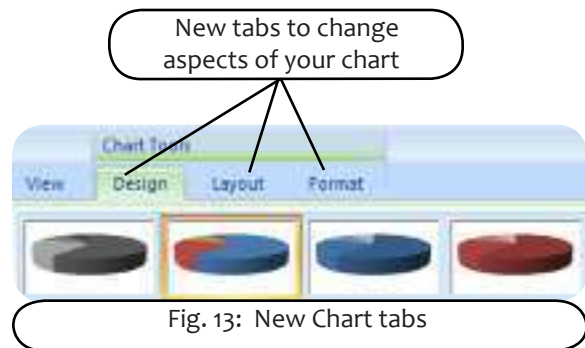 New tabs to change
aspects of your chart
Chart Tools
View Design Layout Format
Fig. 13: New Chart tabs